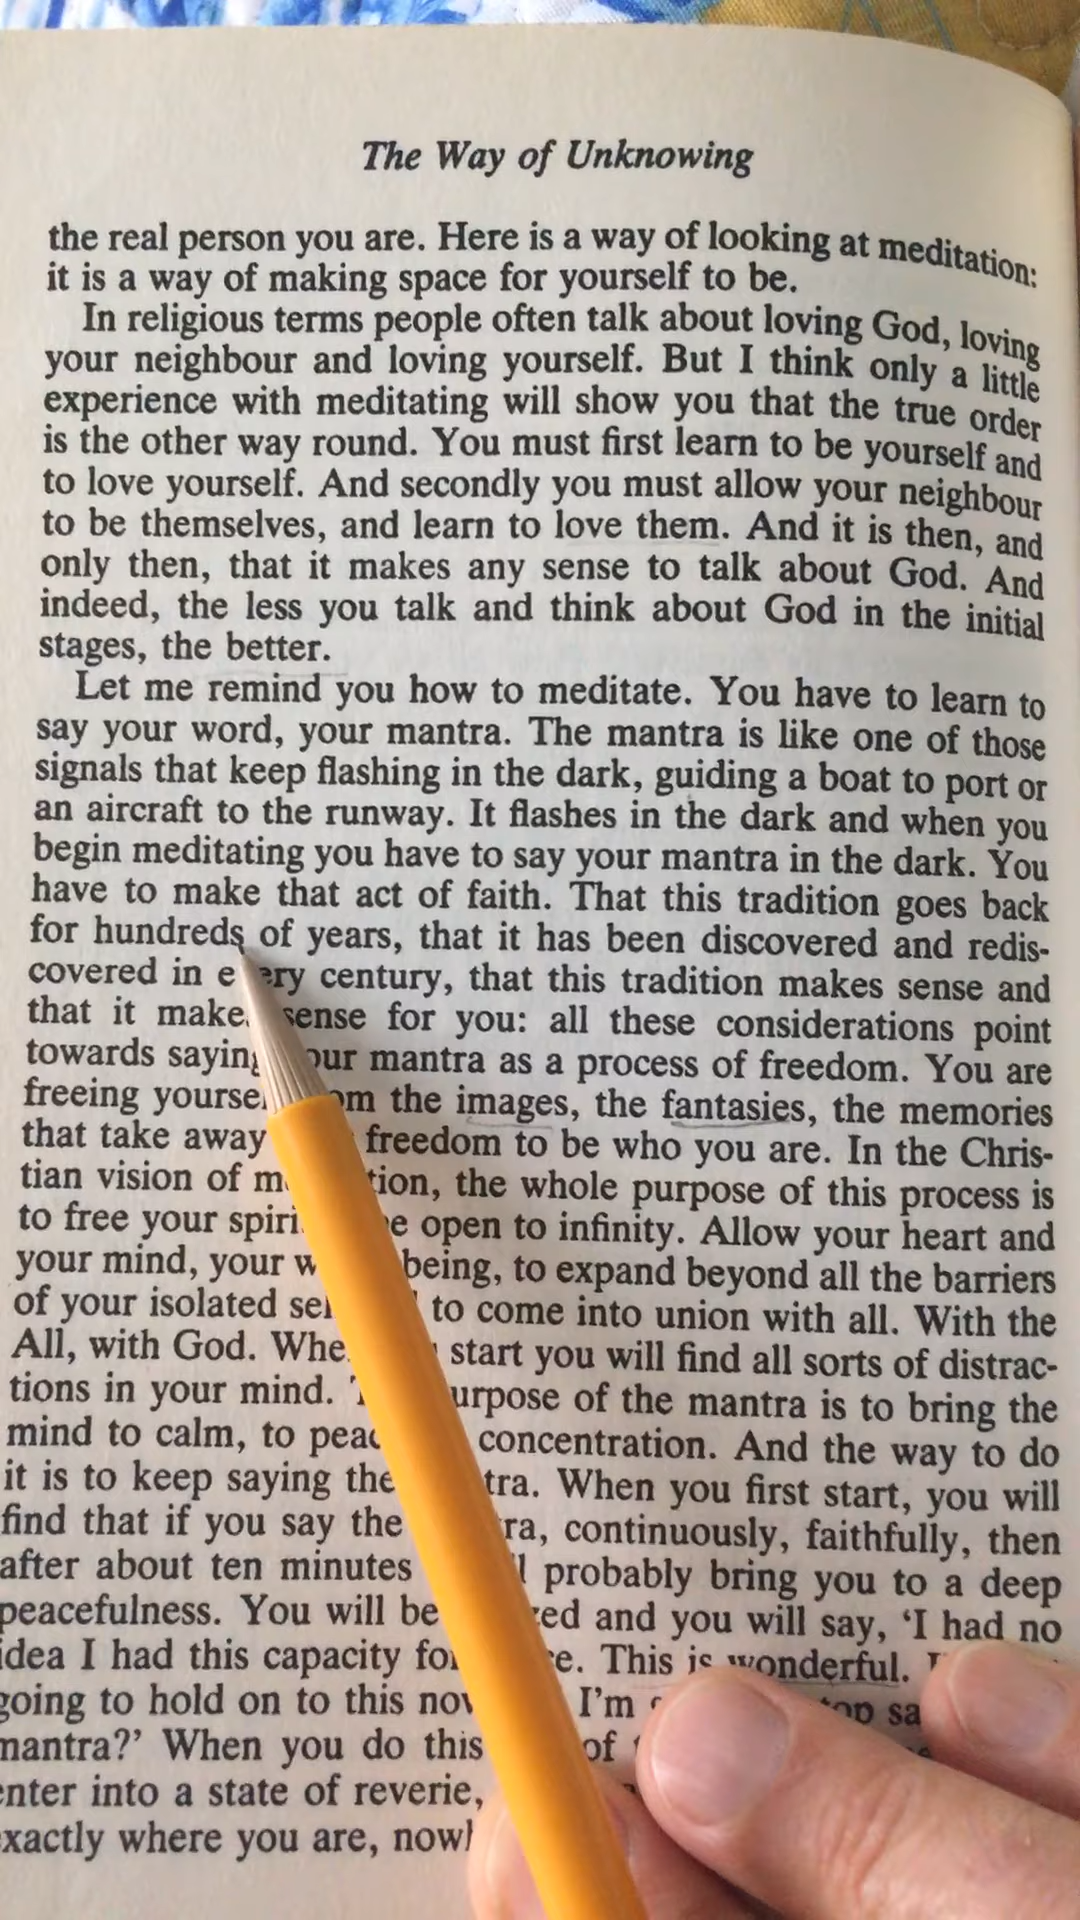 The Way of Unknowing
the real person you are. Here is a way of looking at meditation:
it is a way of making space for yourself to be.
In religious terms people often talk about loving God, loving
your neighbour and loving yourself. But I think only a little
experience with meditating will show you that the true order
is the other way round. You must first learn to be yourself and
to love yourself. And secondly you must allow your neighbour
to be themselves, and learn to love them. And it is then, and
only then, that it makes any sense to talk about God. And
indeed, the less you talk and think about God in the initial
stages, the better.
Let me remind you how to meditate. You have to learn to
say your word, your mantra. The mantra is like one of those
signals that keep flashing in the dark, guiding a boat to port or
an aircraft to the runway. It flashes in the dark and when you
begin meditating you have to say your mantra in the dark. You
have to make that act of faith. That this tradition goes back
for hundreds of years, that it has been discovered and redis-
covered in every century, that this tradition makes sense and
that it makes sense for you: all these considerations point
towards saying your mantra as a process of freedom. You are
freeing yourself from the images, the fantasies, the memories
that take away freedom to be who you are. In the Chris-
tian vision of meditation, the whole purpose of this process is
to free your spirit be open to infinity. Allow your heart and
your mind, your being, to expand beyond all the barriers
of your isolated self to come into union with all. With the
All, with God. When start you will find all sorts of distrac-
tions in your mind. purpose of the mantra is to bring the
mind to calm, to peace concentration. And the way to do
it is to keep saying the mantra. When you first start, you will
find that if you say the mantra, continuously, faithfully, then
after about ten minutes probably bring you to a deep
peacefulness. You will be and you will say, ‘I had no
idea I had this capacity for This is wonderful.
going to hold on to this now I'm
mantra?’ When you do this of
enter into a state of reverie,
exactly where you are,